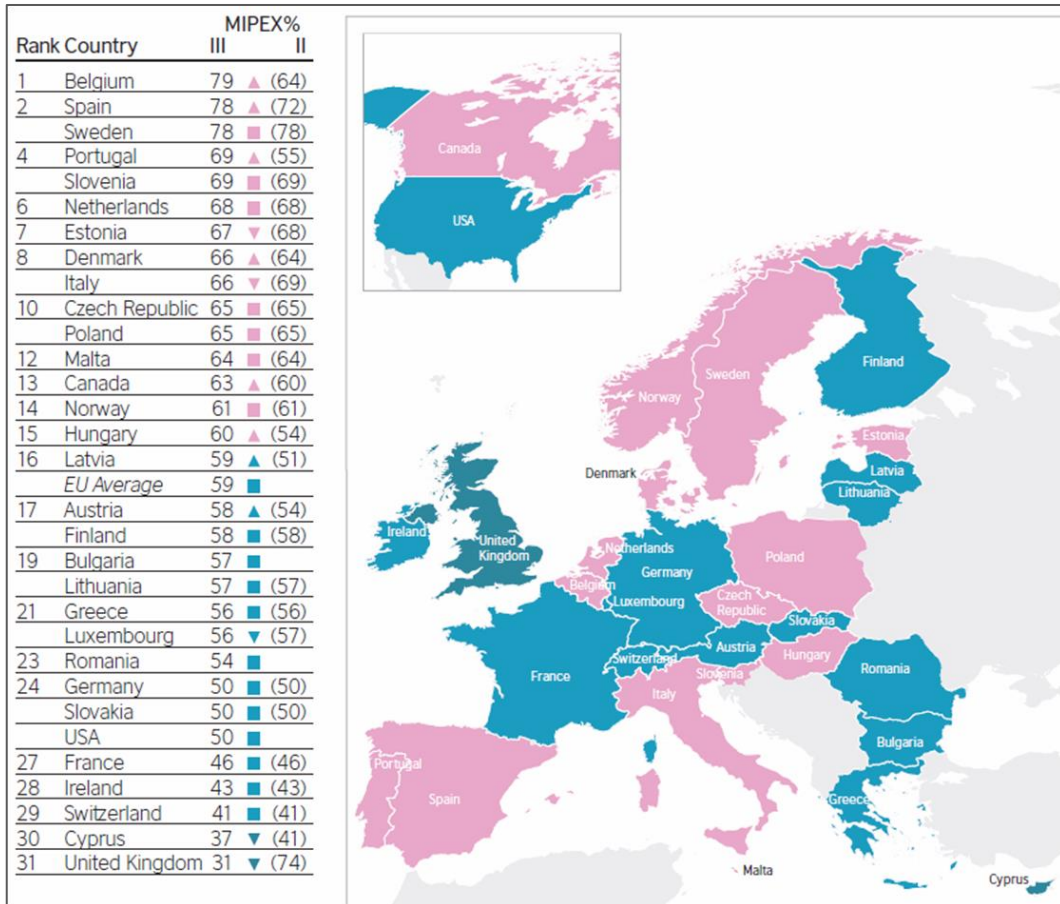 MIPEX%
Rank Country III II
1 Belgium 79 ▲ (64)
2 Spain 78 ▲ (72)
Sweden 78 ■ (78)
4 Portugal 69 ▲ (55)
Slovenia 69 ■ (69)
6 Netherlands 68 ■ (68)
7 Estonia 67 ▼ (68)
8 Denmark 66 ▲ (64)
Italy 66 ▼ (69)
10 Czech Republic 65 ■ (65)
Poland 65 ■ (65)
12 Malta 64 ■ (64)
13 Canada 63 ▲ (60)
14 Norway 61 ■ (61)
15 Hungary 60 ▲ (54)
16 Latvia 59 ▲ (51)
EU Average 59 ■
17 Austria 58 ▲ (54)
Finland 58 ■ (58)
19 Bulgaria 57 ■
Lithuania 57 ■ (57)
21 Greece 56 ■ (56)
Luxembourg 56 ▼ (57)
23 Romania 54 ■
24 Germany 50 ■ (50)
Slovakia 50 ■ (50)
USA 50 ■
27 France 46 ■ (46)
28 Ireland 43 ■ (43)
29 Switzerland 41 ■ (41)
30 Cyprus 37 ▼ (41)
31 United Kingdom 31 ▼ (74)
Canada
USA
Finland
Sweden
Norway
Estonia
Denmark
Latvia
Lithuania
Ireland
United
Kingdom
Netherlands
Poland
Germany
Belgium
Luxembourg
Czech
Republic
Slovakia
Austria
Switzerland
Hungary
France
Slovenia
Romania
Italy
Bulgaria
Portugal
Spain
Greece
Malta
Cyprus